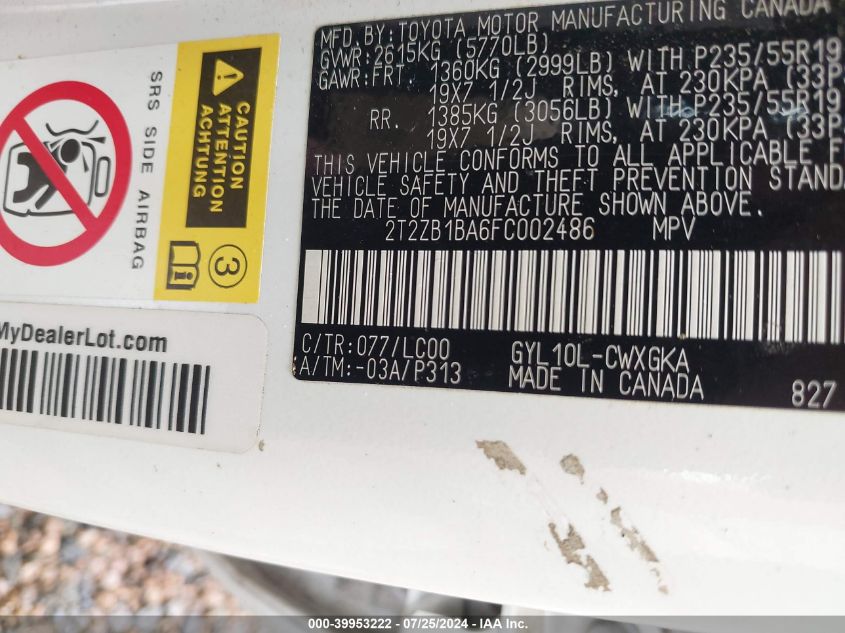 MFD. BY: TOYOTA MOTOR MANUFACTURING CANADA
GVWR: 2615KG (5770LB)
GAWR: FRT. 1360KG (2999LB) WITH P235/55R19
19X7 1/2J RIMS, AT 230KPA (33P
RR. 1385KG (3056LB) WITH P235/55R19
19X7 1/2J RIMS, AT 230KPA (33P
THIS VEHICLE CONFORMS TO ALL APPLICABLE F
VEHICLE SAFETY AND THEFT PREVENTION STAND
THE DATE OF MANUFACTURE SHOWN ABOVE.
2T2ZB1BA6FC002486 MPV
C/TR: 077/LC00 GYL10L-CWXGKA
A/TM: -03A/P313 MADE IN CANADA
827
SRS SIDE AIRBAG
CAUTION
ATTENTION
ACHTUNG
3
MyDealerLot.com
000-39953222 - 07/25/2024 - IAA Inc.